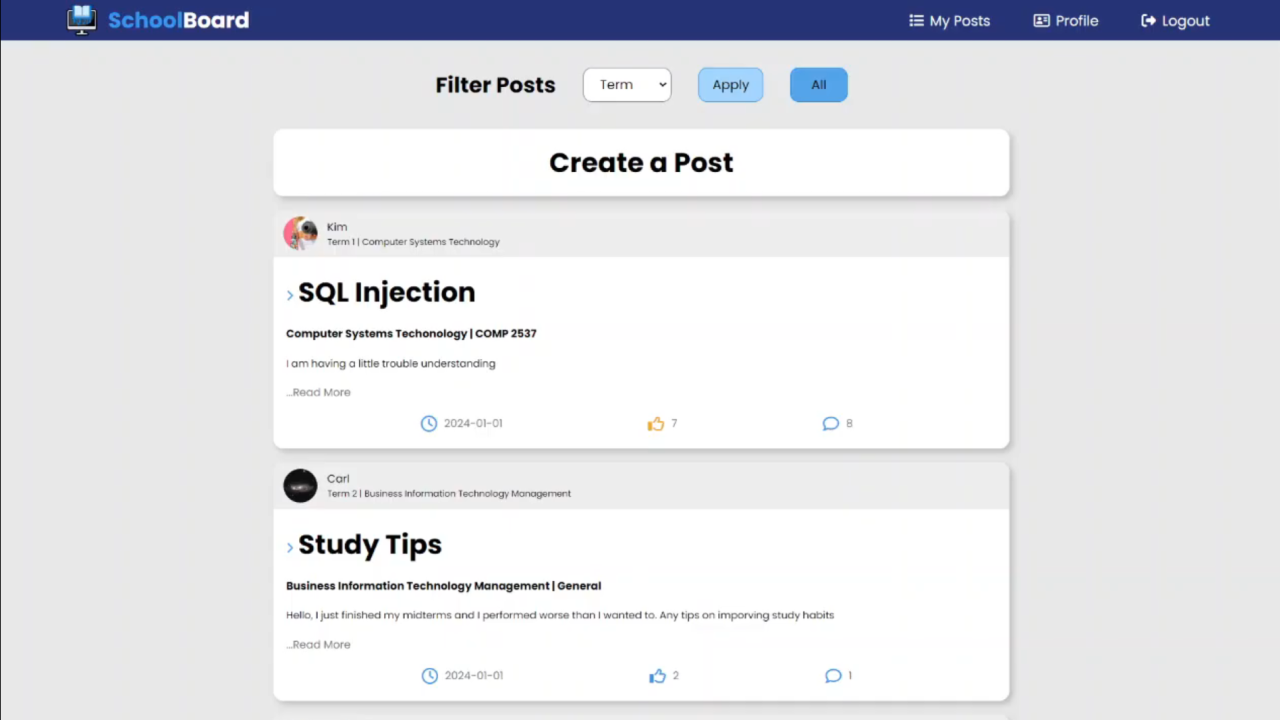 SchoolBoard
My Posts
Profile
Logout
Filter Posts
Term
Apply
All
Create a Post
Kim
Term 1 | Computer Systems Technology
SQL Injection
Computer Systems Techonology | COMP 2537
I am having a little trouble understanding
...Read More
2024-01-01
7
8
Carl
Term 2 | Business Information Technology Management
Study Tips
Business Information Technology Management | General
Hello, I just finished my midterms and I performed worse than I wanted to. Any tips on imporving study habits
...Read More
2024-01-01
2
1